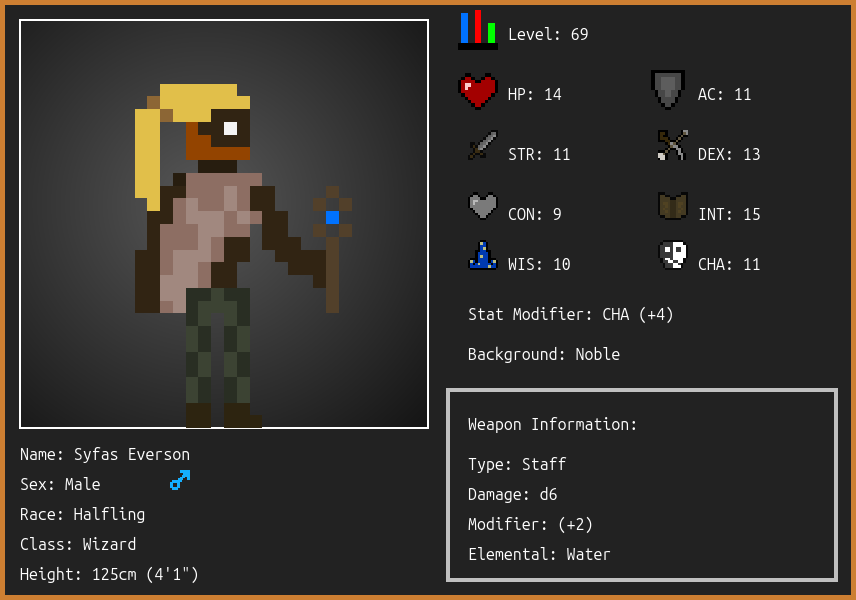 Level: 69
HP: 14
AC: 11
STR: 11
DEX: 13
CON: 9
INT: 15
WIS: 10
CHA: 11
Stat Modifier: CHA (+4)
Background: Noble
Weapon Information:
Type: Staff
Damage: d6
Modifier: (+2)
Elemental: Water
Name: Syfas Everson
Sex: Male
Race: Halfling
Class: Wizard
Height: 125cm (4'1")